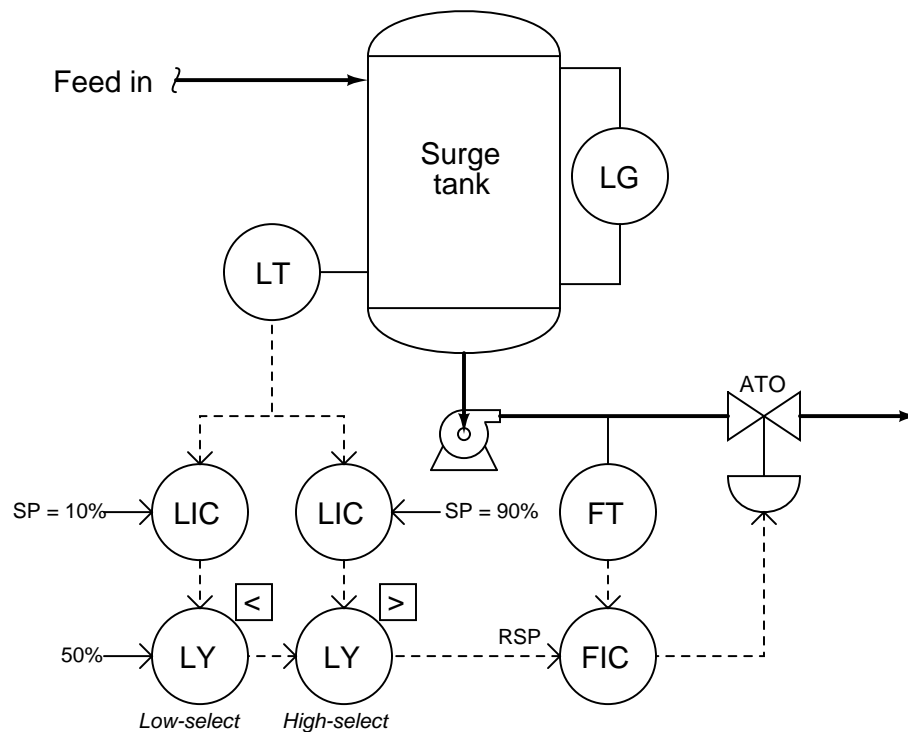 Feed in
Surge
tank
LG
LT
ATO
SP = 10%
LIC
LIC
SP = 90%
FT
<
>
50%
LY
LY
RSP
FIC
Low-select
High-select